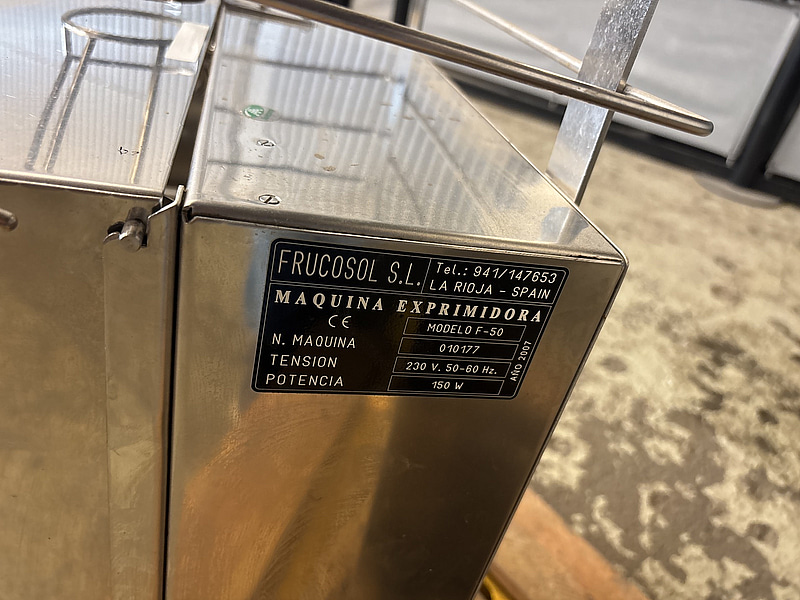 FRUCOSOL S.L.
Tel.: 941/147653
LA RIOJA - SPAIN
MAQUINA EXPRIMIDORA
CE
MODELO F-50
N. MAQUINA 010177
TENSION 230 V. 50-60 Hz.
POTENCIA 150 W
AÑO 2007